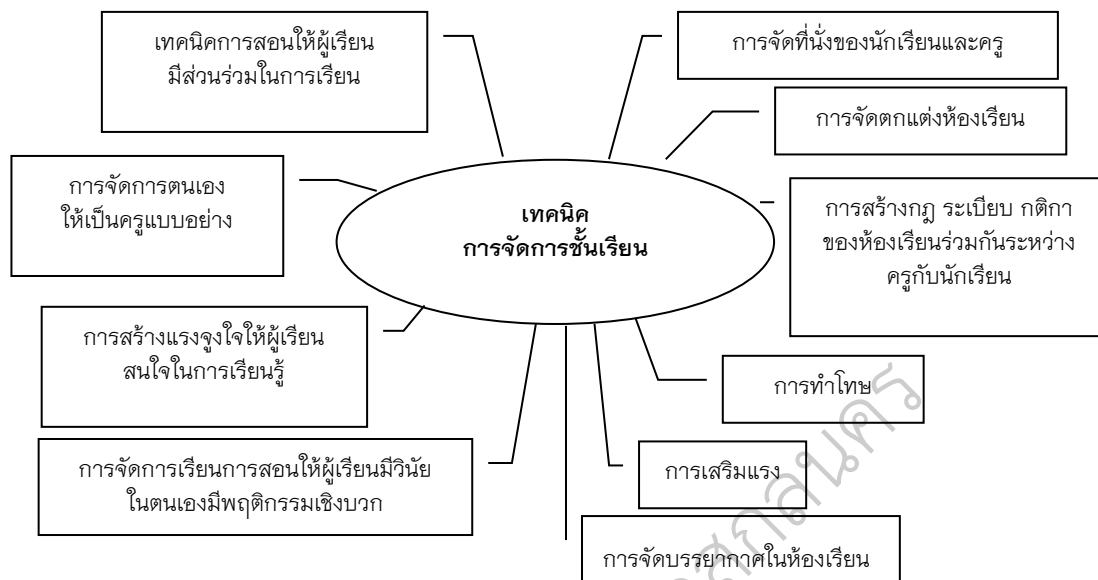 เทคนิคการสอนให้ผู้เรียน
มีส่วนร่วมในการเรียน
การจัดที่นั่งของนักเรียนและครู
การจัดตกแต่งห้องเรียน
การจัดการตนเอง
ให้เป็นครูแบบอย่าง
เทคนิค
การจัดการชั้นเรียน
การสร้างกฎ ระเบียบ กติกา
ของห้องเรียนร่วมกันระหว่าง
ครูกับนักเรียน
การสร้างแรงจูงใจให้ผู้เรียน
สนใจในการเรียนรู้
การทำโทษ
การจัดการเรียนการสอนให้ผู้เรียนมีวินัย
ในตนเองมีพฤติกรรมเชิงบวก
การเสริมแรง
การจัดบรรยากาศในห้องเรียน